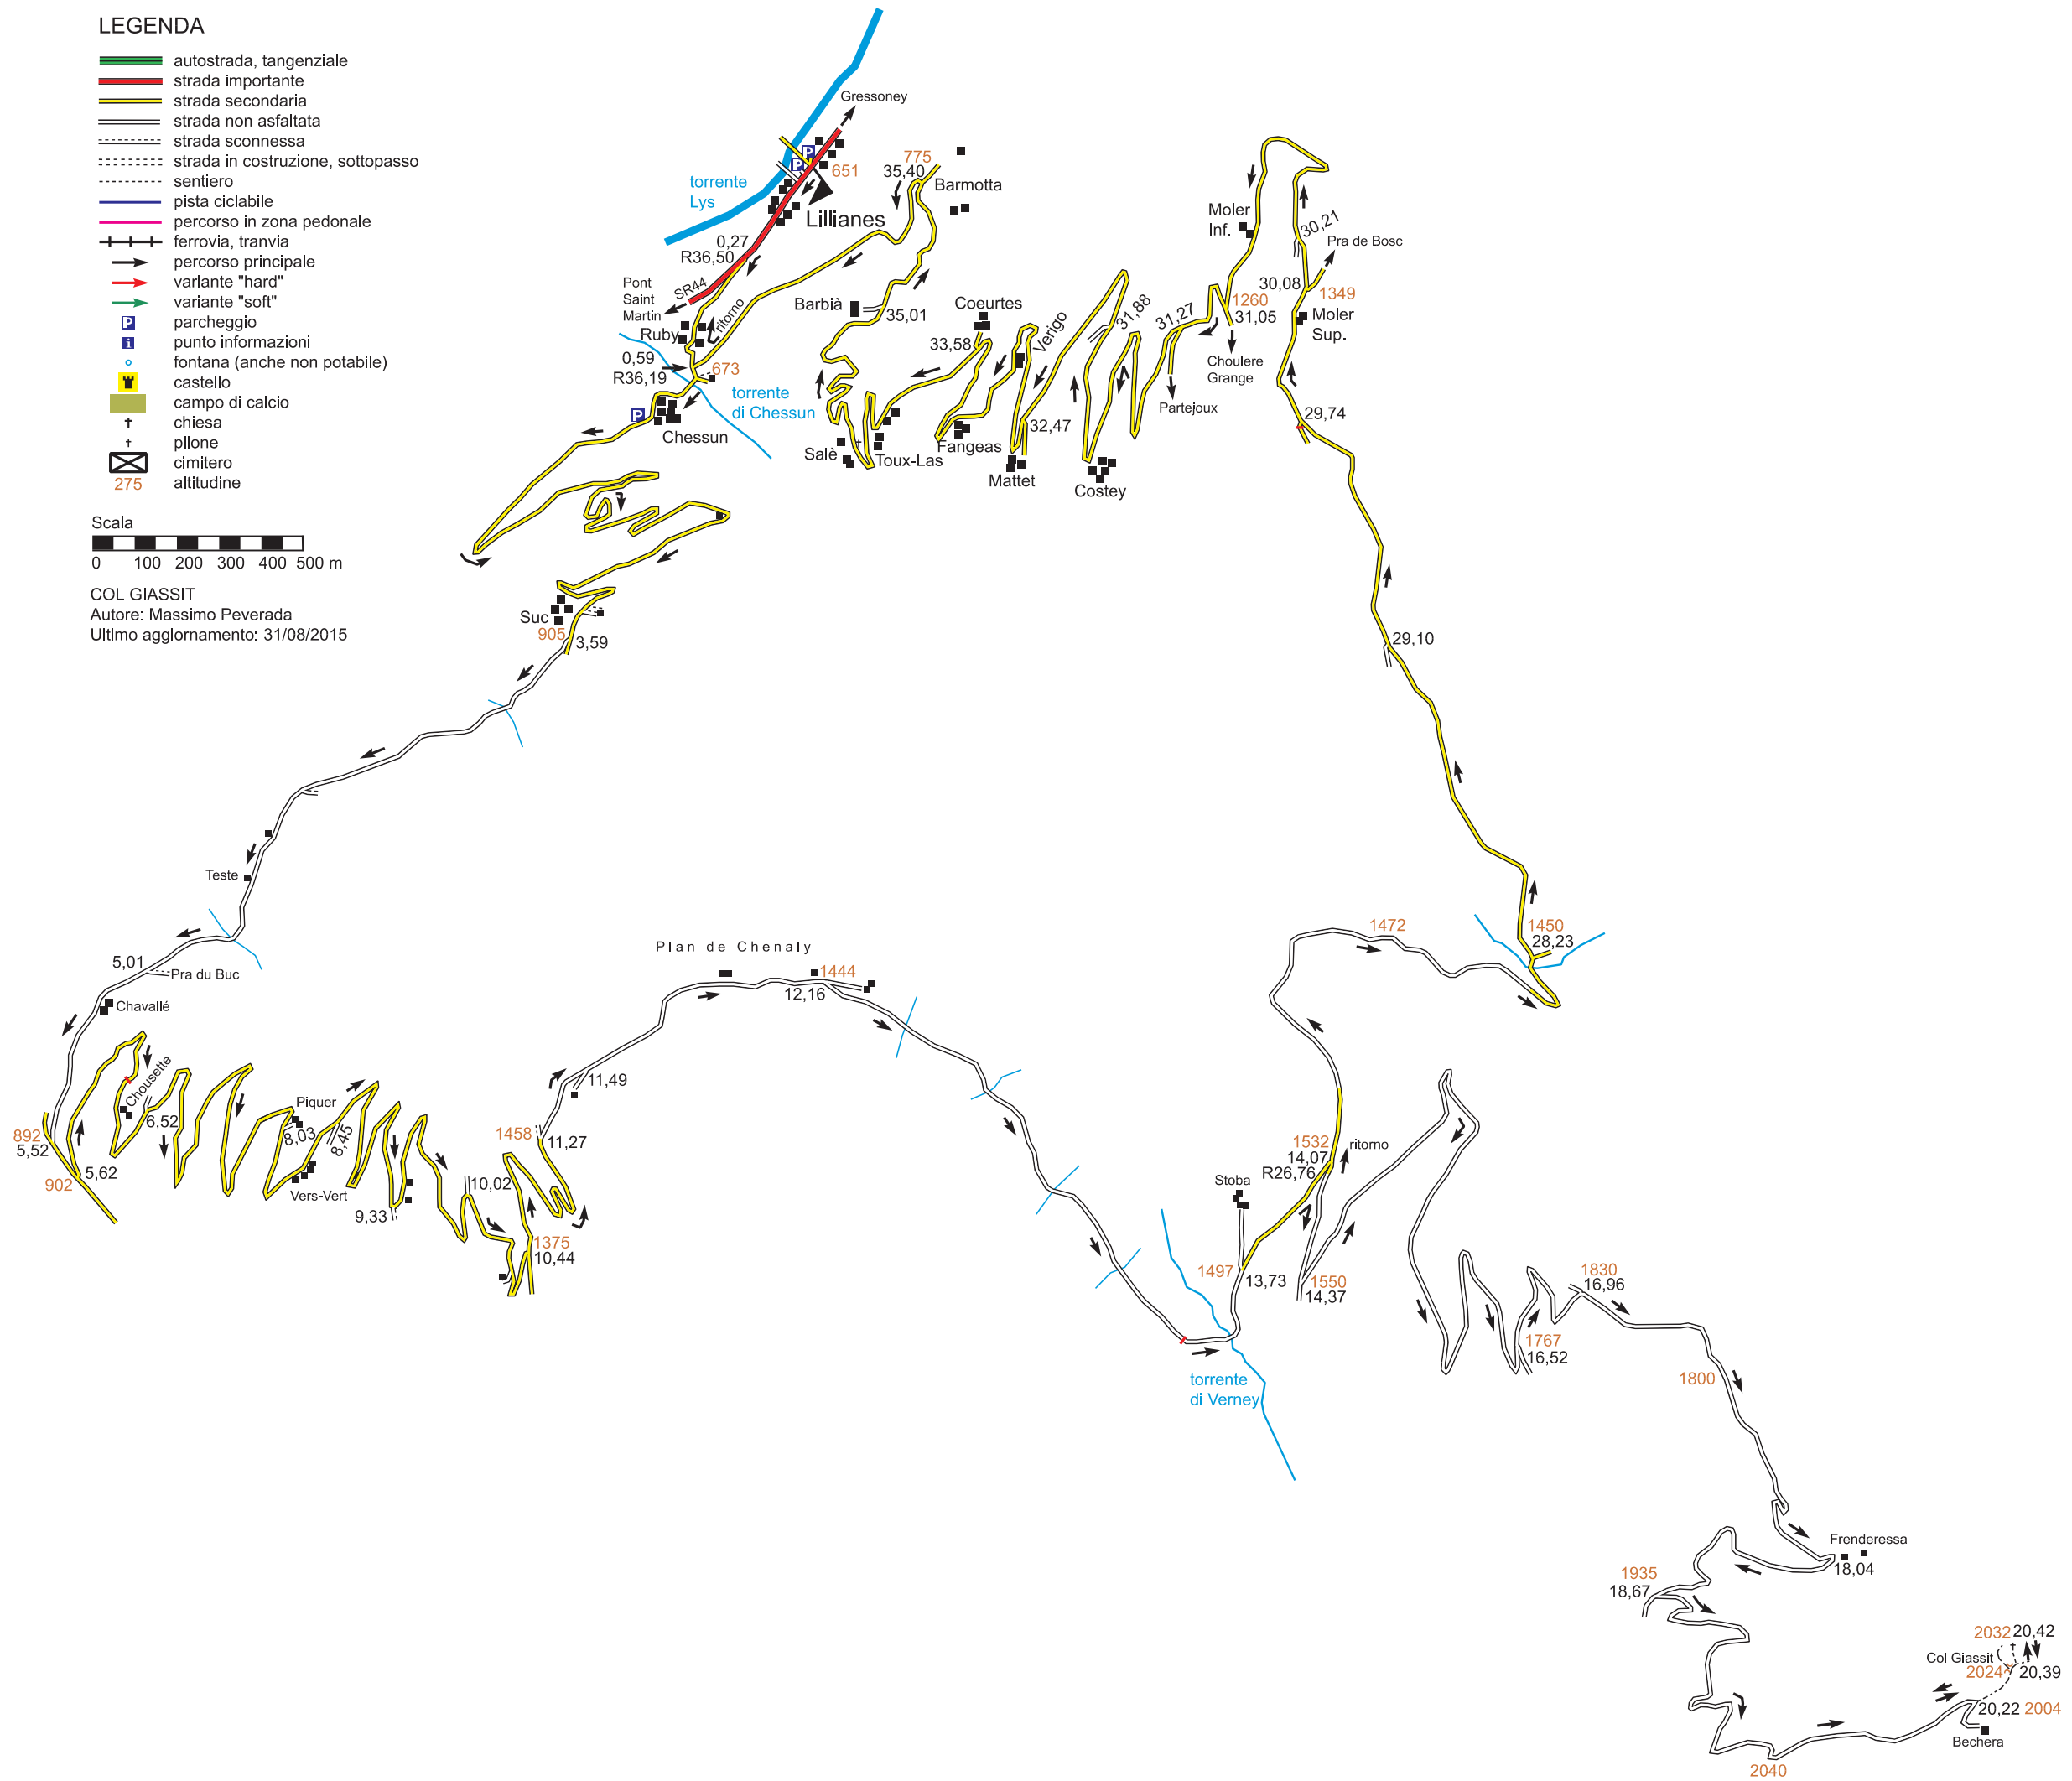 LEGENDA
autostrada, tangenziale
strada importante
strada secondaria
strada non asfaltata
strada sconnessa
strada in costruzione, sottopasso
sentiero
pista ciclabile
percorso in zona pedonale
ferrovia, tranvia
percorso principale
variante "hard"
variante "soft"
P parcheggio
i punto informazioni
fontana (anche non potabile)
castello
campo di calcio
chiesa
pilone
cimitero
275 altitudine
Scala
0 100 200 300 400 500 m
COL GIASSIT
Autore: Massimo Peverada
Ultimo aggiornamento: 31/08/2015
Gressoney
P
P
651
torrente
Lys
Lillianes
0,27
R36,50
SR44
Pont
Saint
Martin
ritorno
Ruby
0,59
R36,19
673
torrente
di Chessun
P
Chessun
775
35,40
Barmotta
Barbià
35,01
Coeurtes
33,58
Salè
Toux-Las
Fangeas
Verigo
32,47
Mattet
31,88
Costey
31,27
Partejoux
Moler
Inf.
1260
31,05
Choulere
Grange
30,21
Pra de Bosc
30,08
1349
Moler
Sup.
29,74
29,10
1450
28,23
Suc
905
3,59
Teste
5,01
Pra du Buc
Chavallé
892
5,52
902
5,62
Chousette
6,52
Piquer
8,03
8,45
Vers-Vert
9,33
10,02
1375
10,44
1458
11,27
11,49
Plan de Chenaly
1444
12,16
1472
1532
14,07
R26,76
ritorno
Stoba
1497
13,73
1550
14,37
torrente
di Verney
1830
16,96
1767
16,52
1800
Frenderessa
18,04
1935
18,67
2032 20,42
Col Giassit
2024
20,39
20,22 2004
Bechera
2040